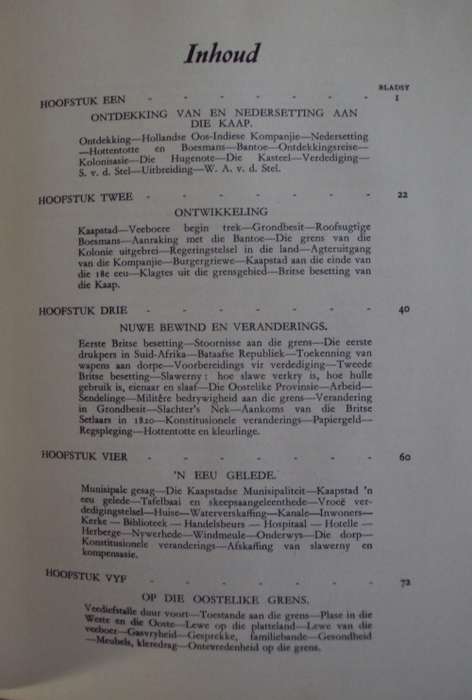 Inhoud
BLADSY
HOOFSTUK EEN - - - - - - 1
ONTDEKKING VAN EN NEDERSETTING AAN
DIE KAAP.
Ontdekking—Hollandse Oos-Indiese Kompanjie—Nedersetting
—Hottentotte en Boesmans—Bantoe—Ontdekkingsreise—
Kolonisasie—Die Hugenote—Die Kasteel—Verdediging—
S. v. d. Stel—Uitbreiding—W. A. v. d. Stel.
HOOFSTUK TWEE - - - - - - 22
ONTWIKKELING
Kaapstad—Veeboere begin trek—Grondbesit—Roofsugtige
Boesmans—Aanraking met die Bantoe—Die grens van die
Kolonie uitgebrei—Regeringstelsel in die land—Agteruitgang
van die Kompanjie—Burgergriewe—Kaapstad aan die einde van
die 18e eeu—Klagtes uit die grensgebied—Britse besetting van
die Kaap.
HOOFSTUK DRIE - - - - - - 40
NUWE BEWIND EN VERANDERINGS.
Eerste Britse besetting—Stoornisse aan die grens—Die eerste
drukpers in Suid-Afrika—Bataafse Republiek—Toekenning van
wapens aan dorpe—Voorbereidings vir verdediging—Tweede
Britse besetting—Slawerny: hoe slawe verkry is, hoe hulle
gebruik is, eienaar en slaaf—Die Oostelike Provinsie—Arbeid—
Sendelinge—Militêre bedrywigheid aan die grens—Verandering
in Grondbesit—Slachter's Nek—Aankoms van die Britse
Setlaars in 1820—Konstitusionele veranderings—Papiergeld—
Regspleging—Hottentotte en kleurlinge.
HOOFSTUK VIER - - - - - - 60
'N EEU GELEDE.
Munisipale gesag—Die Kaapstadse Munisipaliteit—Kaapstad 'n
eeu gelede—Tafelbaai en skeepsaangeleenthede—Vroeë ver-
dedigingstelsel—Huise—Waterverskaffing—Kanale—Inwoners—
Kerke — Biblioteek — Handelsbeurs — Hospitaal — Hotelle —
Herberge—Nywerhede—Windmeule—Onderwys—Die dorp—
Konstitusionele veranderings—Afskaffing van slawerny en
kompensasie.
HOOFSTUK VYF - - - - - - 72
OP DIE OOSTELIKE GRENS.
Veediefstalle duur voort—Toestande aan die grens—Plase in die
Weste en die Ooste—Lewe op die platteland—Lewe van die
veeboer—Gasvryheid—Gesprekke, familiebande—Gesondheid
—Meubels, kleredrag—Ontevredenheid op die grens.